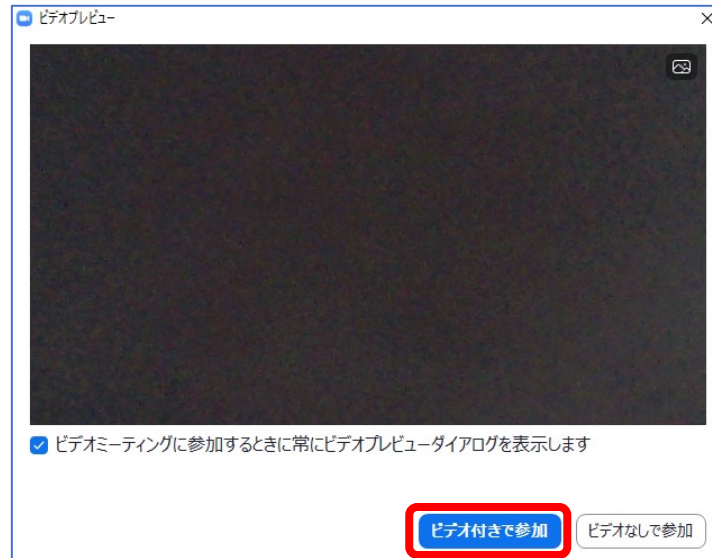 ビデオプレビュー
ビデオミーティングに参加するときに常にビデオプレビューダイアログを表示します
ビデオ付きで参加
ビデオなしで参加